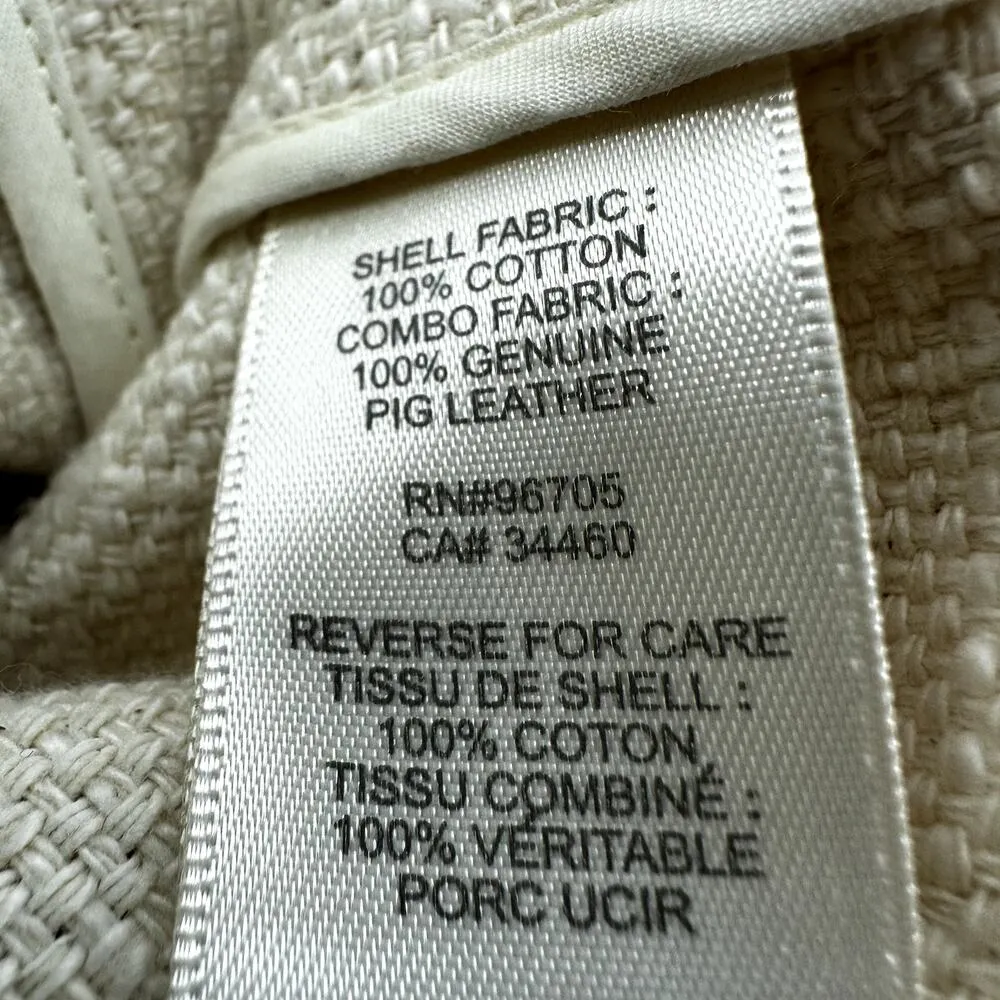 SHELL FABRIC :
100% COTTON
COMBO FABRIC :
100% GENUINE
PIG LEATHER
RN#96705
CA# 34460
REVERSE FOR CARE
TISSU DE SHELL :
100% COTON
TISSU COMBINÉ :
100% VÉRITABLE
PORC UCIR